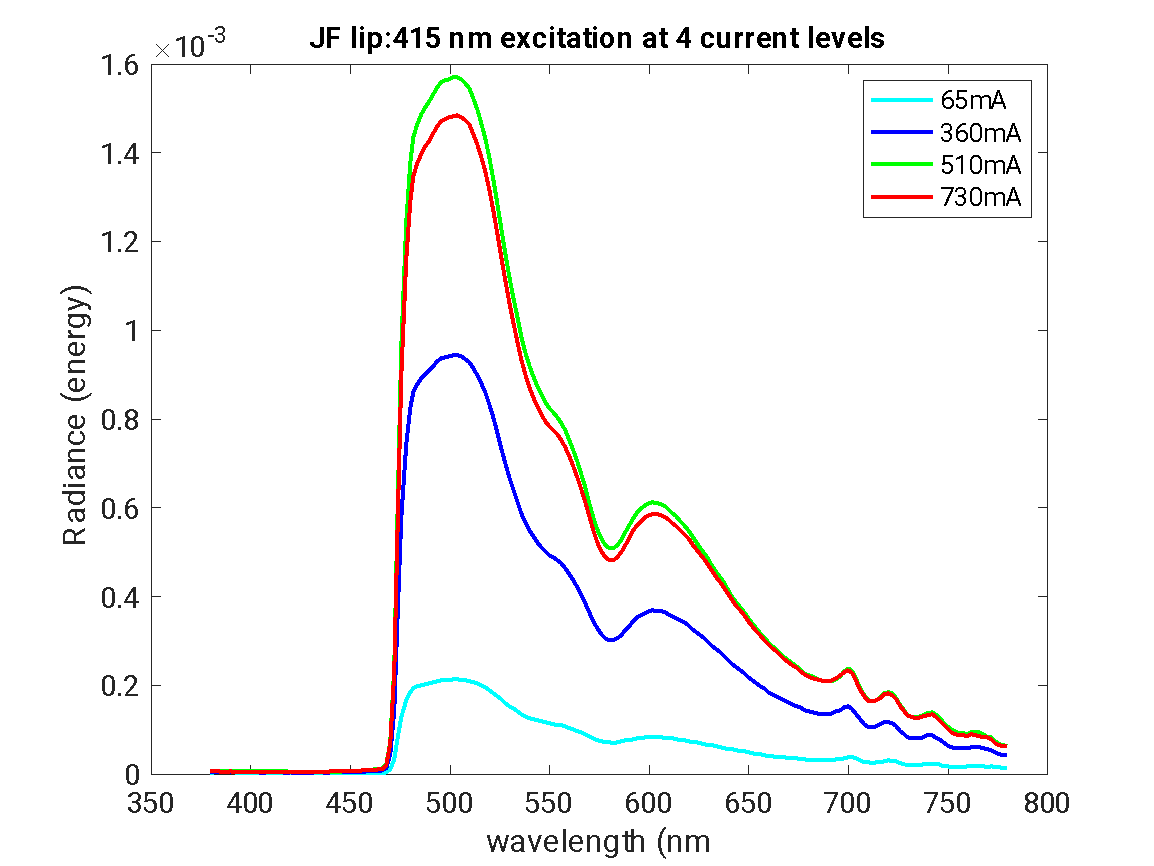 JF lip:415 nm excitation at 4 current levels
×10-3
1.6
1.4
1.2
1
0.8
0.6
0.4
0.2
0
Radiance (energy)
65mA
360mA
510mA
730mA
350 400 450 500 550 600 650 700 750 800
wavelength (nm